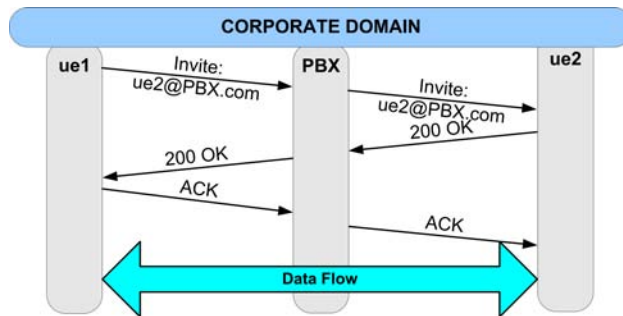 CORPORATE DOMAIN
ue1
PBX
ue2
Invite:
ue2@PBX.com
Invite:
ue2@PBX.com
200 OK
200 OK
ACK
ACK
Data Flow